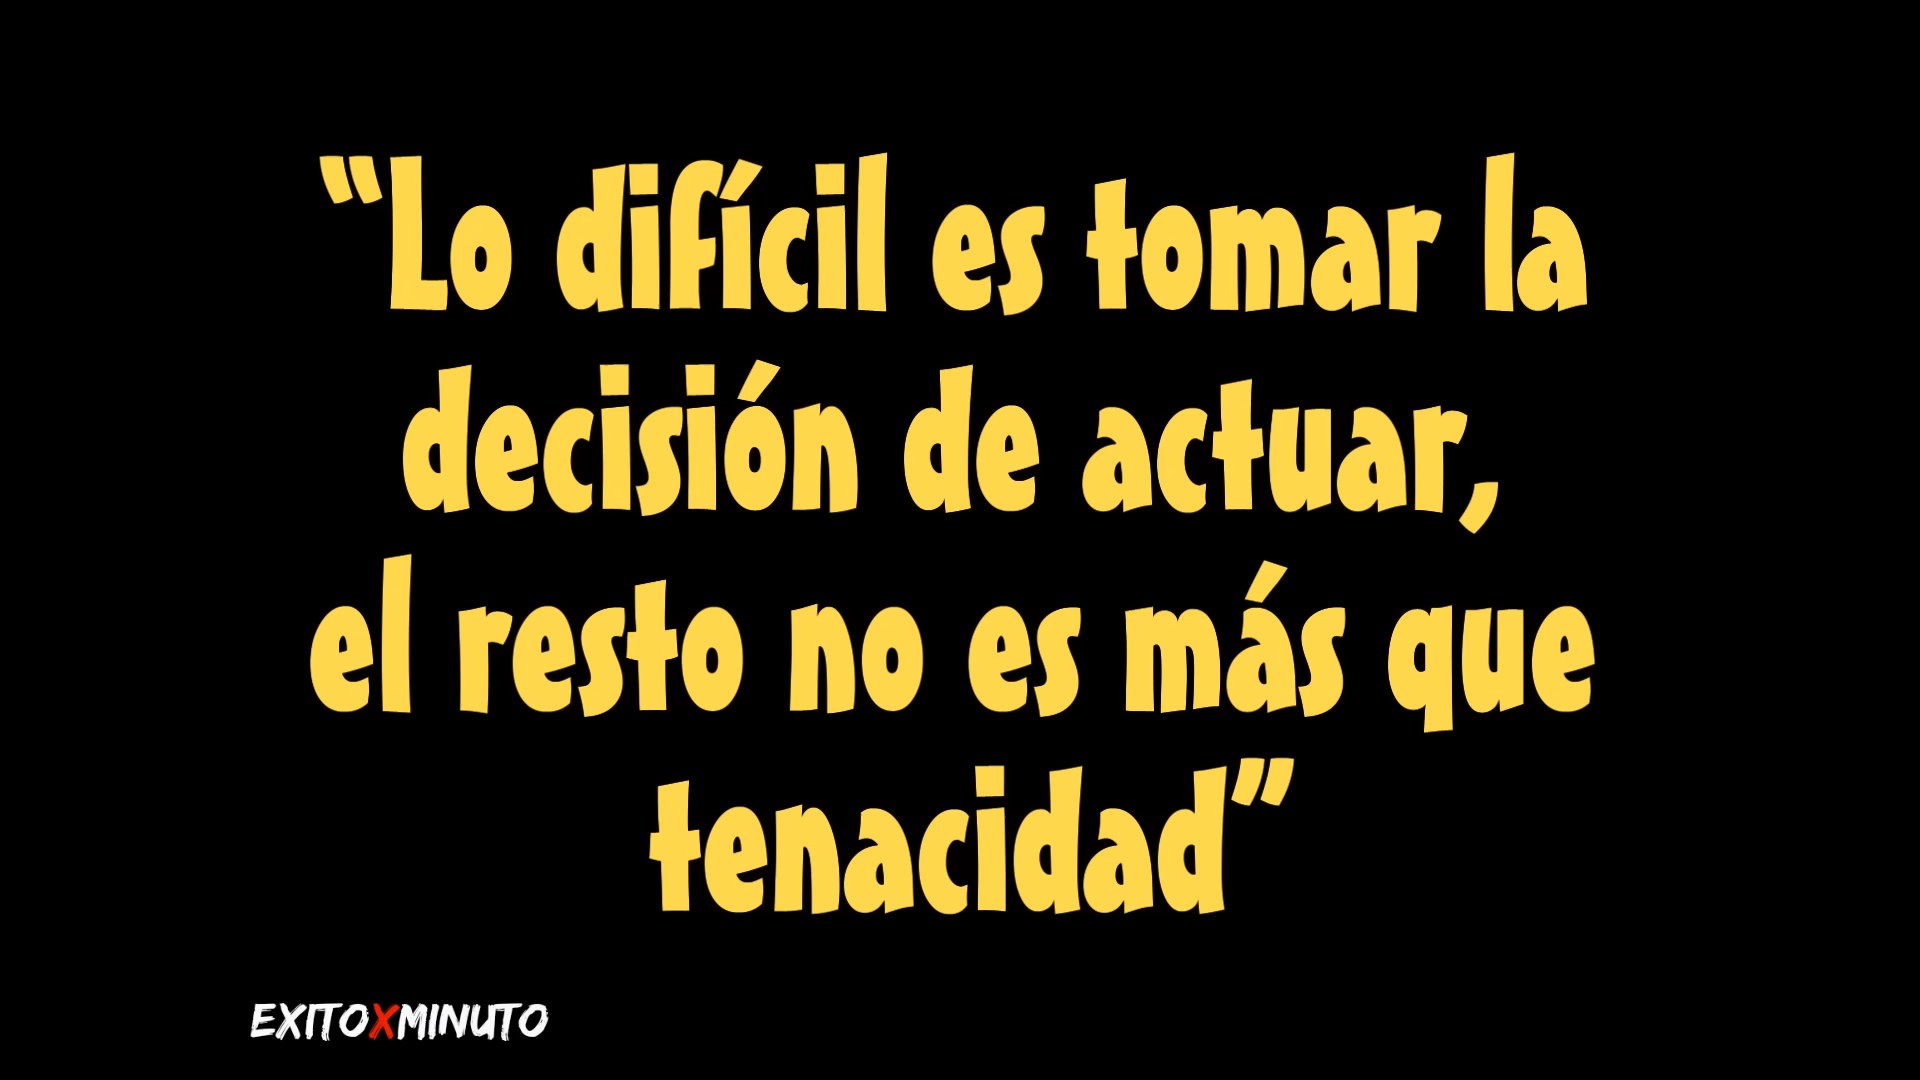 “Lo difícil es tomar la
decisión de actuar,
el resto no es más que
tenacidad”
EXITOXMINUTO